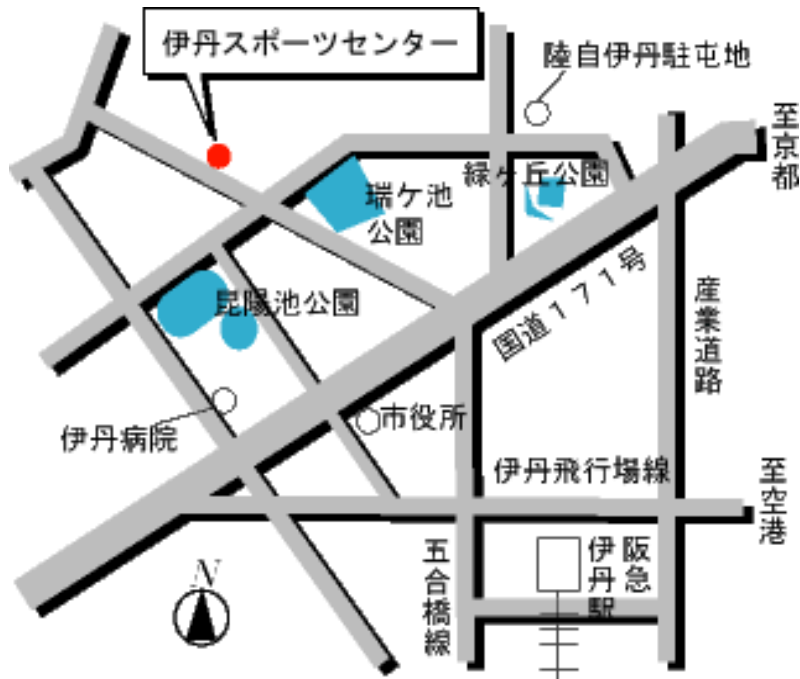 伊丹スポーツセンター
陸自伊丹駐屯地
至京都
緑ヶ丘公園
瑞ケ池
公園
昆陽池公園
国道171号
産業道路
伊丹病院
市役所
伊丹飛行場線
至空港
五合橋線
阪急
伊丹駅
N